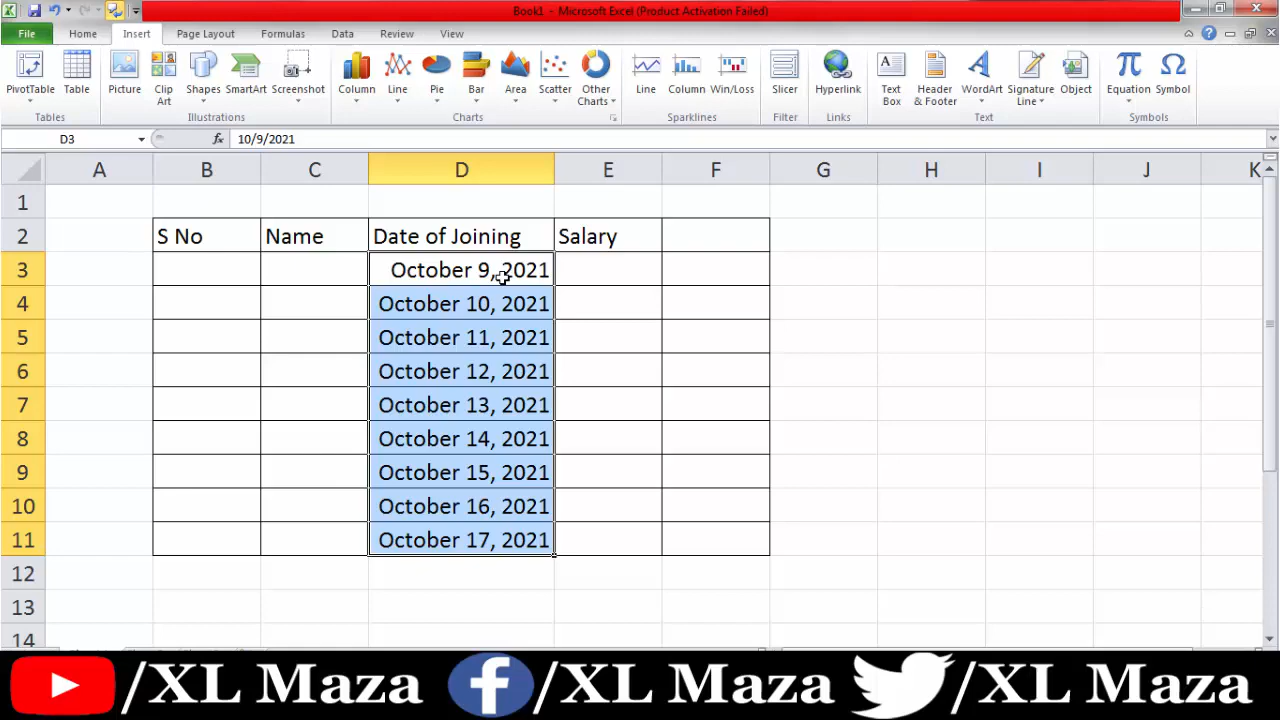 Book1 - Microsoft Excel (Product Activation Failed)
File Home Insert Page Layout Formulas Data Review View
PivotTable Table Picture Clip Art Shapes SmartArt Screenshot Column Line Pie Bar Area Scatter Other Charts Line Column Win/Loss Slicer Hyperlink Text Box Header & Footer WordArt Signature Line Object Equation Symbol
Tables Illustrations Charts Sparklines Filter Links Text Symbols
D3 fx 10/9/2021
A B C D E F G H I J K
1
2 S No Name Date of Joining Salary
3 October 9, 2021
4 October 10, 2021
5 October 11, 2021
6 October 12, 2021
7 October 13, 2021
8 October 14, 2021
9 October 15, 2021
10 October 16, 2021
11 October 17, 2021
12
13
14
/XL Maza /XL Maza /XL Maza